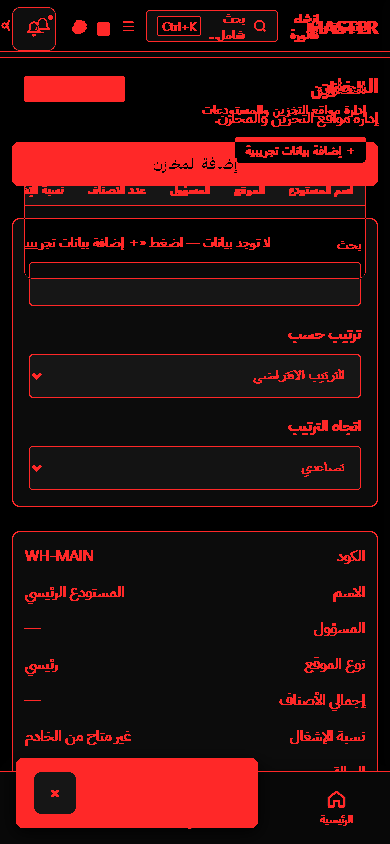 MASTER
بحث شامل...
Ctrl+K
المخازن
إدارة مواقع التخزين والمستودعات
إدارة مواقع التخزين والمخازن.
+ إضافة بيانات تجريبية
إضافة لمخازن
اسم المستودع
الموقع
المسؤول
عدد الأصناف
بحث
لا توجد بيانات — اضغط «+ إضافة بيانات تجريبية
ترتيب حسب
الترتيب الافتراضي
اتجاه الترتيب
تصاعدي
الكود
WH-MAIN
الاسم
المستودع الرئيسي
المسؤول
—
نوع الموقع
رئيسي
إجمالي الأصناف
—
نسبة الإشغال
غير متاح من الخادم
الرئيسية